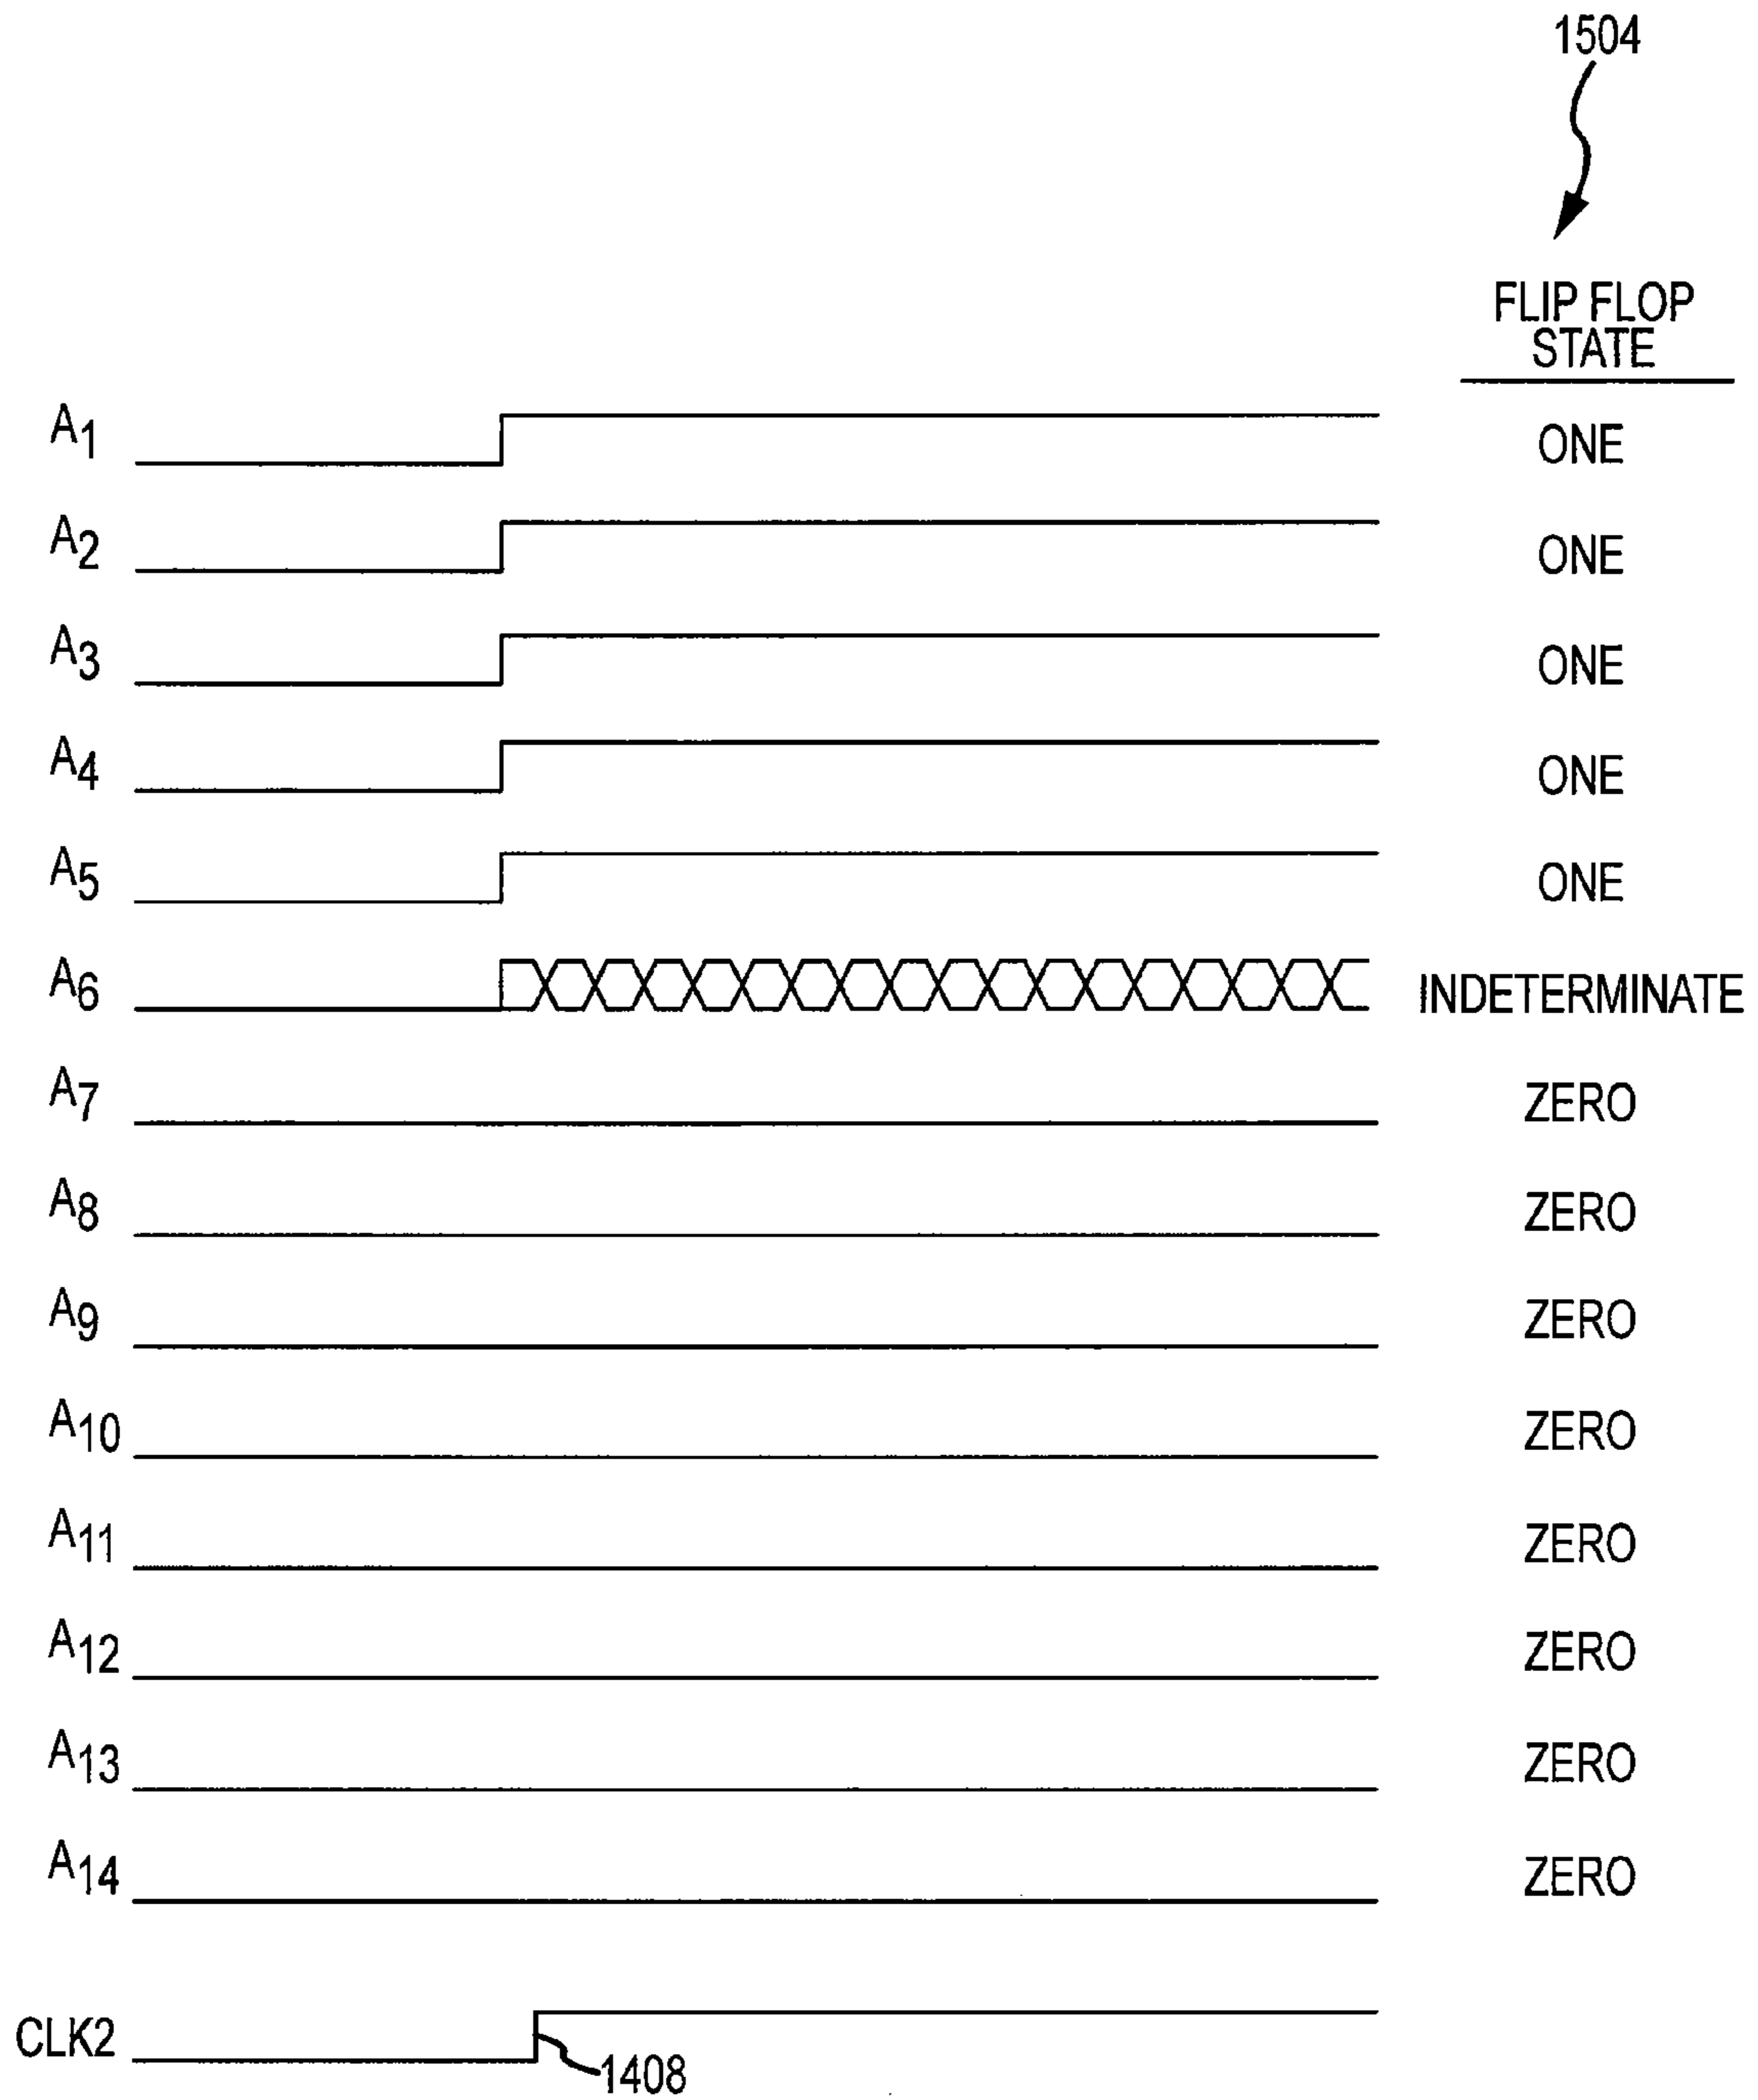 1504
FLIP FLOP
STATE
A1 ONE
A2 ONE
A3 ONE
A4 ONE
A5 ONE
A6 INDETERMINATE
A7 ZERO
A8 ZERO
A9 ZERO
A10 ZERO
A11 ZERO
A12 ZERO
A13 ZERO
A14 ZERO
CLK2
1408